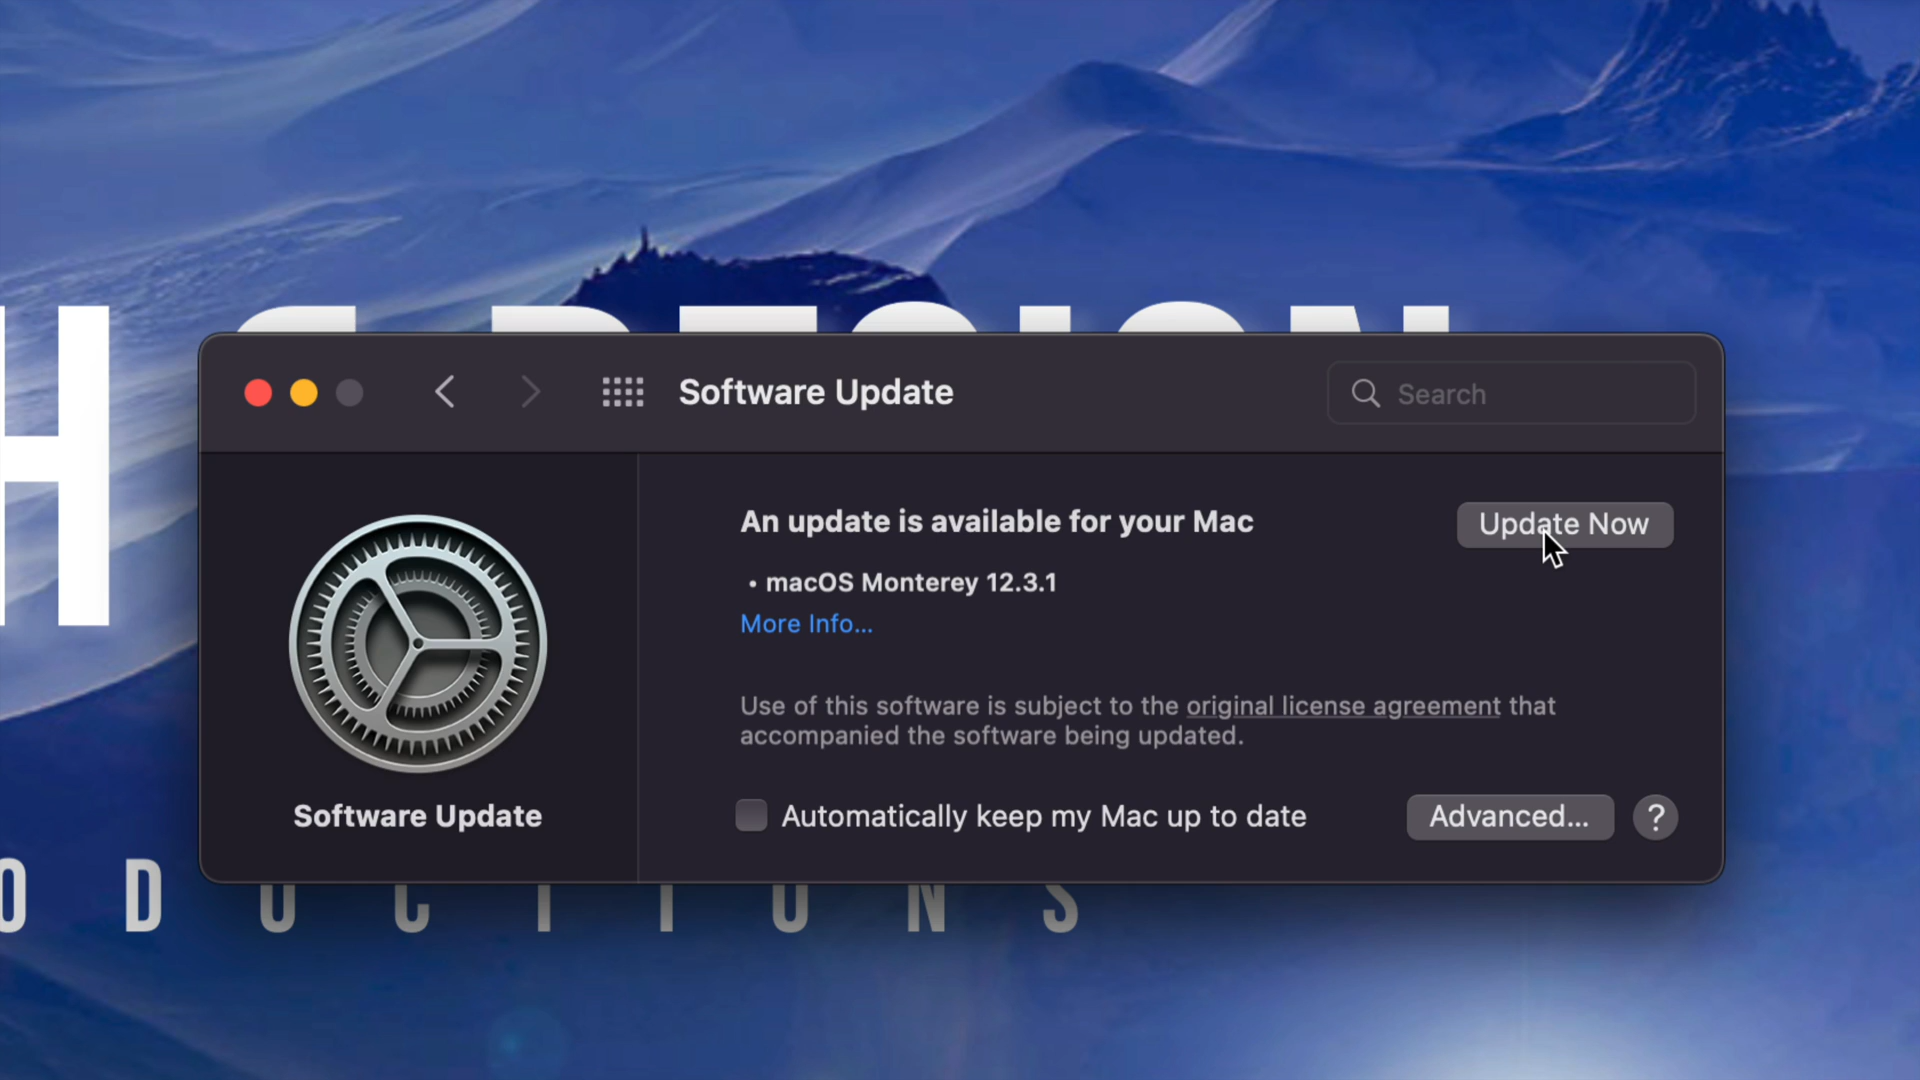 Software Update
Search
An update is available for your Mac
Update Now
• macOS Monterey 12.3.1
More Info...
Use of this software is subject to the original license agreement that
accompanied the software being updated.
Software Update
Automatically keep my Mac up to date
Advanced...
?